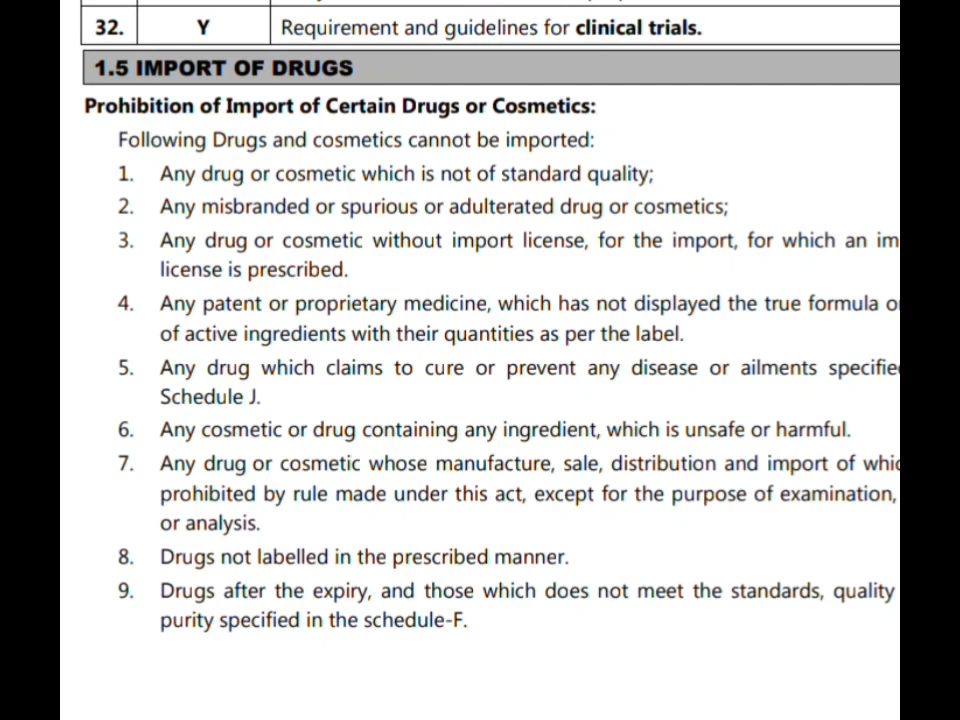 32. Y Requirement and guidelines for clinical trials.
1.5 IMPORT OF DRUGS
Prohibition of Import of Certain Drugs or Cosmetics:
Following Drugs and cosmetics cannot be imported:
1. Any drug or cosmetic which is not of standard quality;
2. Any misbranded or spurious or adulterated drug or cosmetics;
3. Any drug or cosmetic without import license, for the import, for which an im
license is prescribed.
4. Any patent or proprietary medicine, which has not displayed the true formula
of active ingredients with their quantities as per the label.
5. Any drug which claims to cure or prevent any disease or ailments
Schedule J.
6. Any cosmetic or drug containing any ingredient, which is unsafe or harmful.
7. Any drug or cosmetic whose manufacture, sale, distribution and import of
prohibited by rule made under this act, except for the purpose of examination,
or analysis.
8. Drugs not labelled in the prescribed manner.
9. Drugs after the expiry, and those which does not meet the standards, quality
purity specified in the schedule-F.